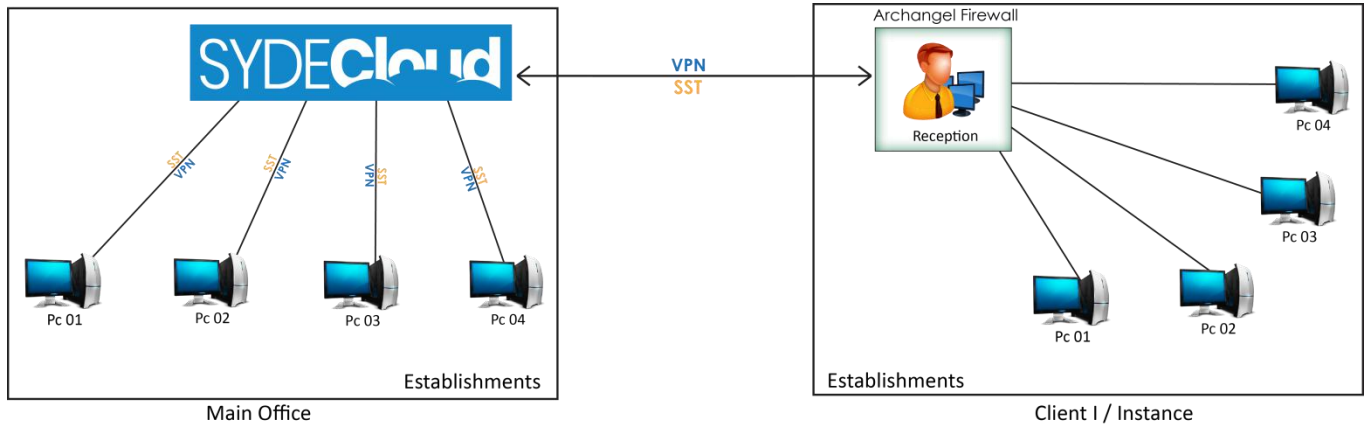 SYDECloud
SST
VPN
SST
VPN
SST
VPN
SST
VPN
Pc 01
Pc 02
Pc 03
Pc 04
Establishments
Main Office
VPN
SST
Archangel Firewall
Reception
Pc 04
Pc 03
Pc 02
Pc 01
Establishments
Client I / Instance